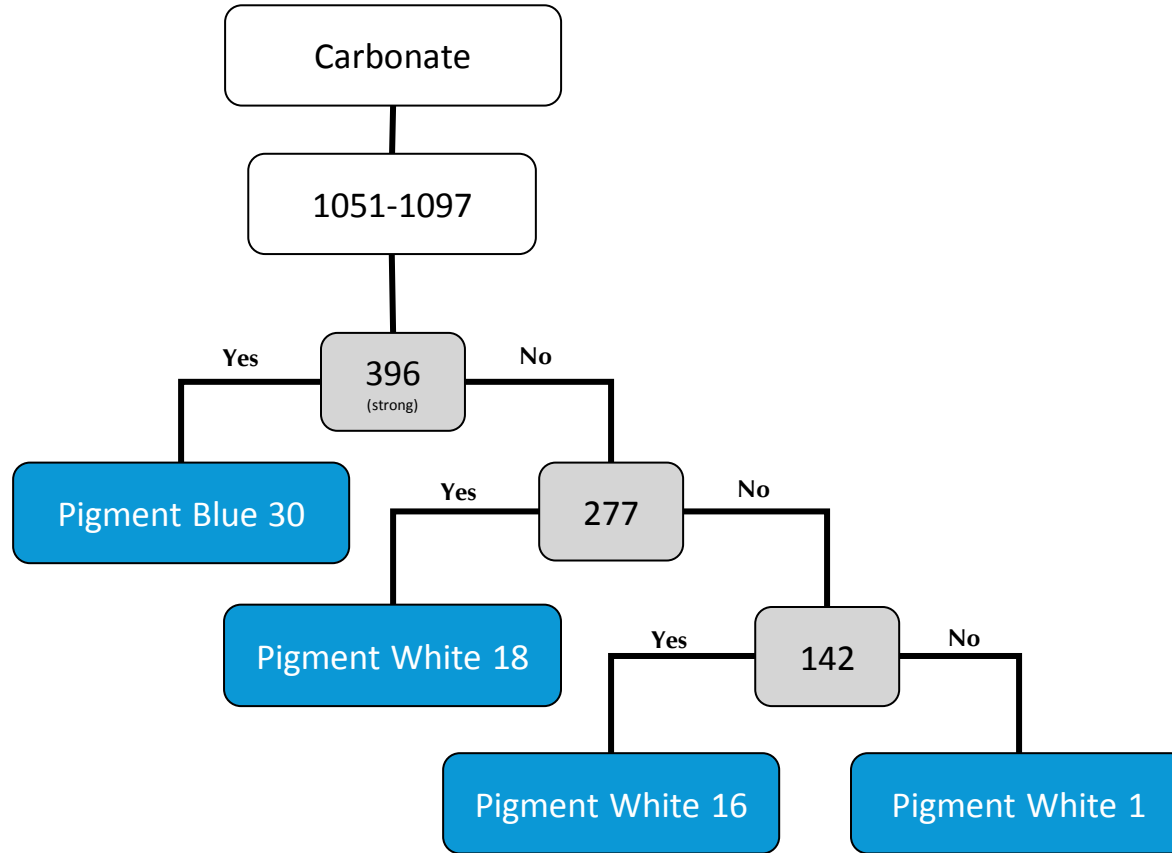 Carbonate
1051-1097
Yes
396
(strong)
No
Pigment Blue 30
Yes
277
No
Pigment White 18
Yes
142
No
Pigment White 16
Pigment White 1